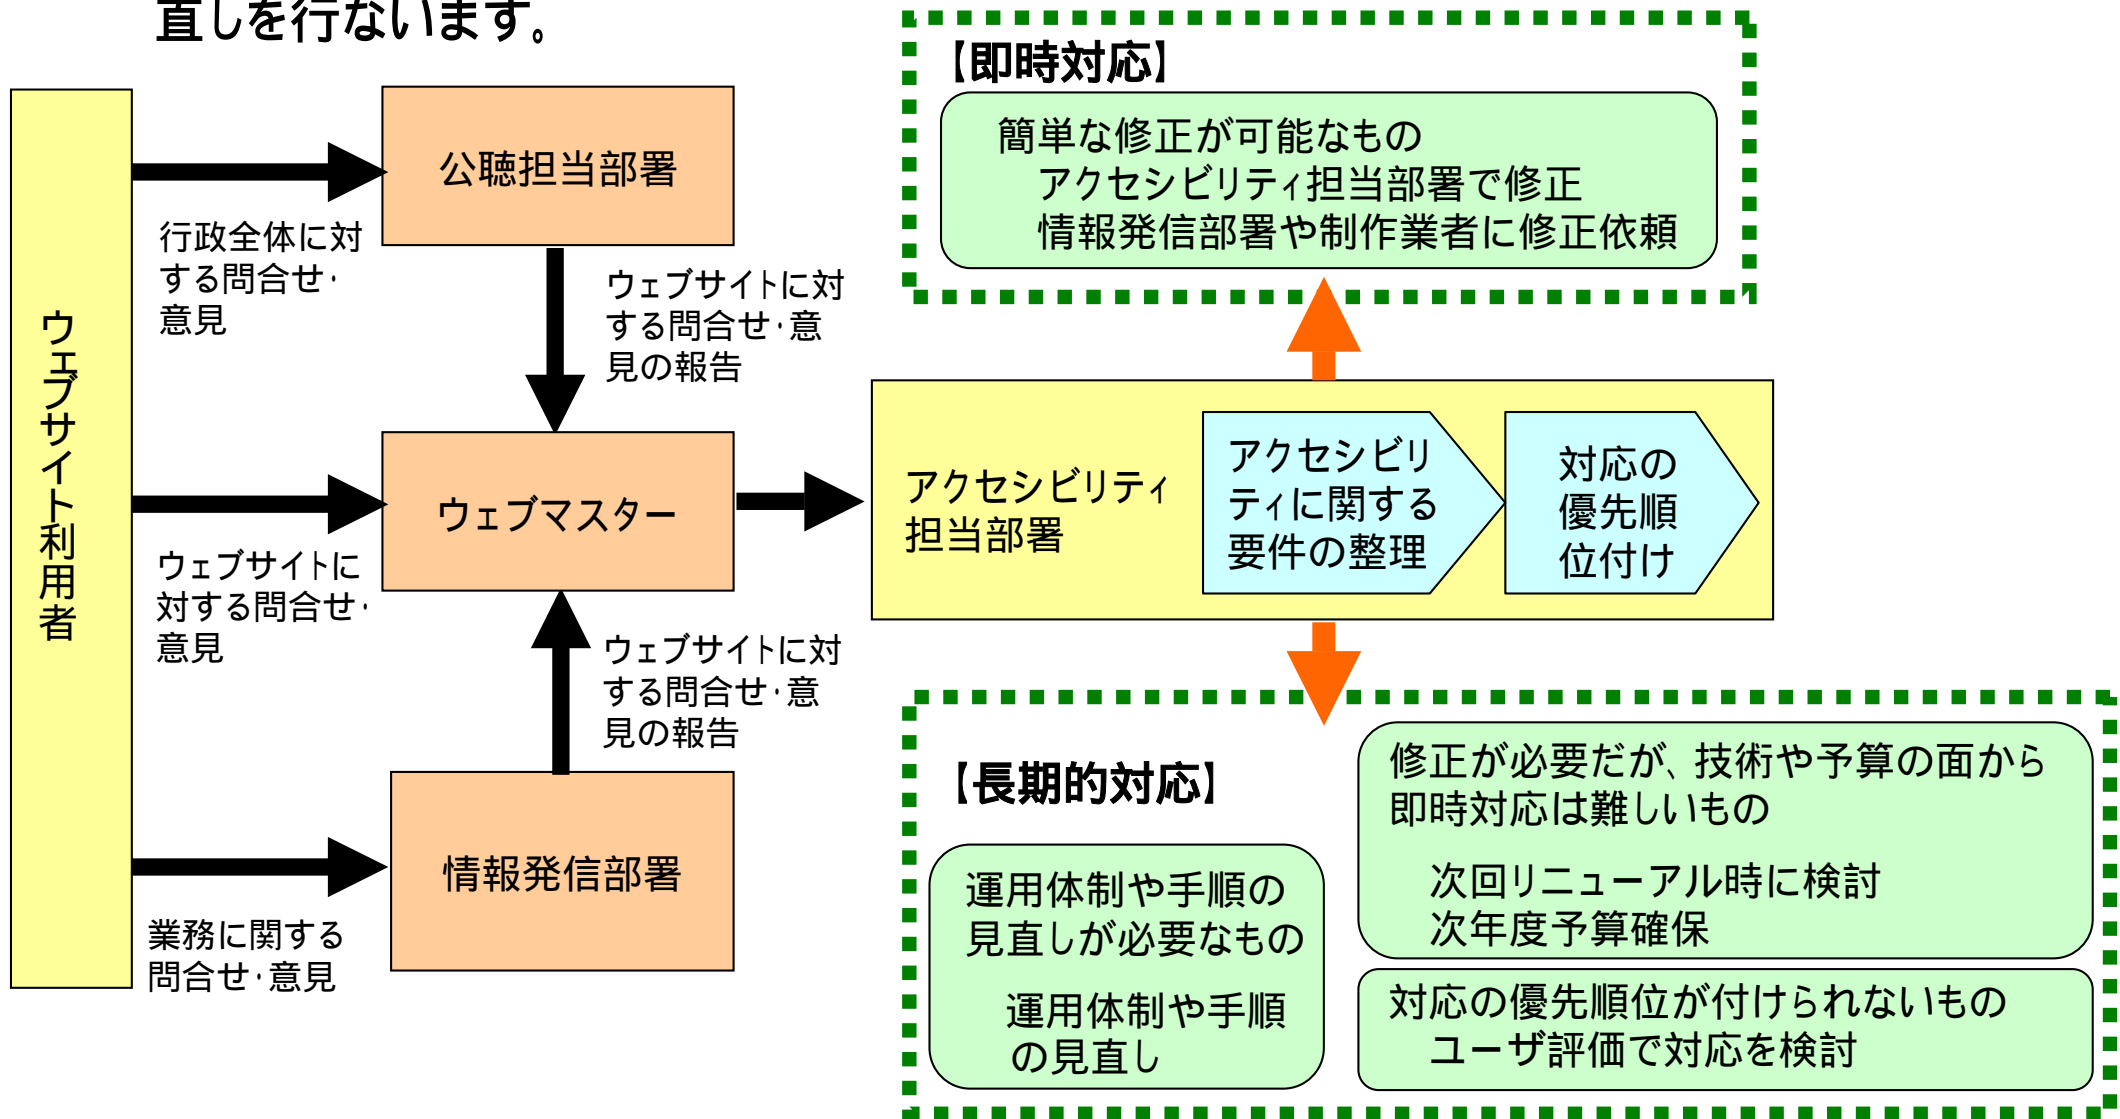 直しを行ないます。
ウェブサイト利用者
行政全体に対
する問合せ・
意見
ウェブサイトに
対する問合せ・
意見
業務に関する
問合せ・意見
公聴担当部署
ウェブサイトに対
する問合せ・意
見の報告
ウェブマスター
ウェブサイトに対
する問合せ・意
見の報告
情報発信部署
アクセシビリティ
担当部署
アクセシビリ
ティに関する
要件の整理
対応の
優先順
位付け
【即時対応】
簡単な修正が可能なもの
アクセシビリティ担当部署で修正
情報発信部署や制作業者に修正依頼
【長期的対応】
運用体制や手順の
見直しが必要なもの
運用体制や手順
の見直し
修正が必要だが、技術や予算の面から
即時対応は難しいもの
次回リニューアル時に検討
次年度予算確保
対応の優先順位が付けられないもの
ユーザ評価で対応を検討